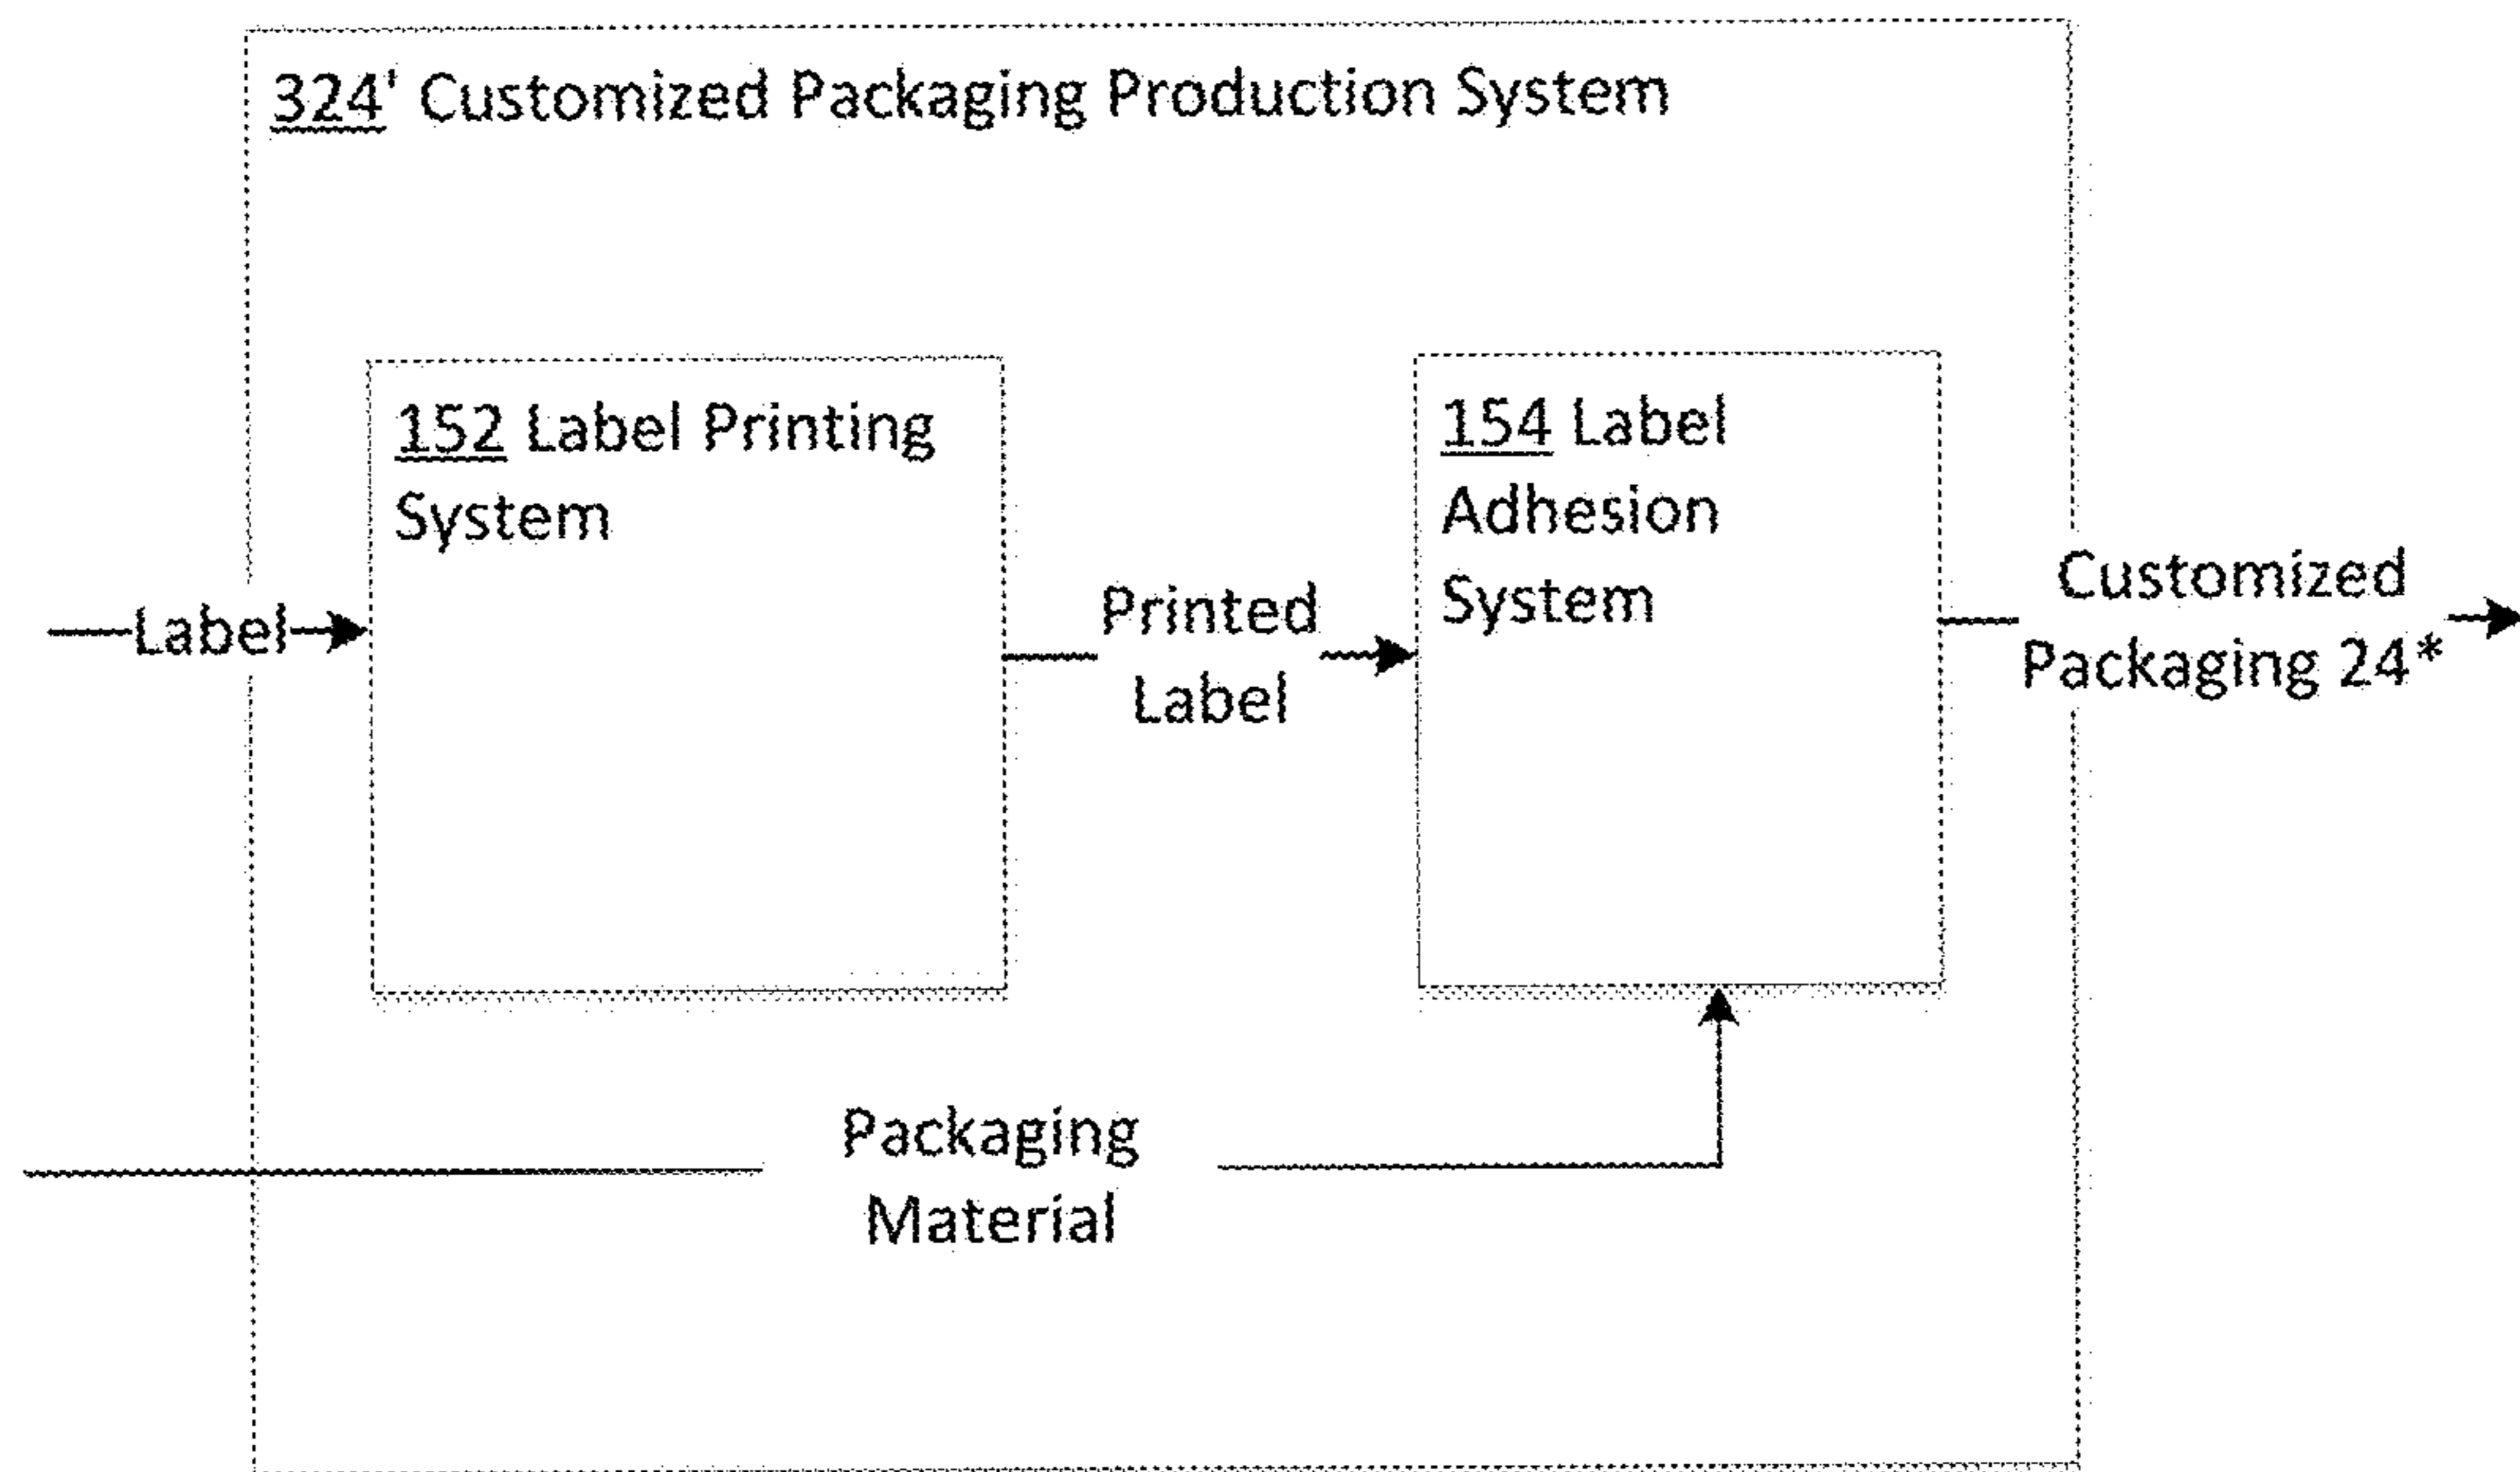 324' Customized Packaging Production System
152 Label Printing
System
154 Label
Adhesion
System
Label
Printed
Label
Customized
Packaging 24*
Packaging
Material